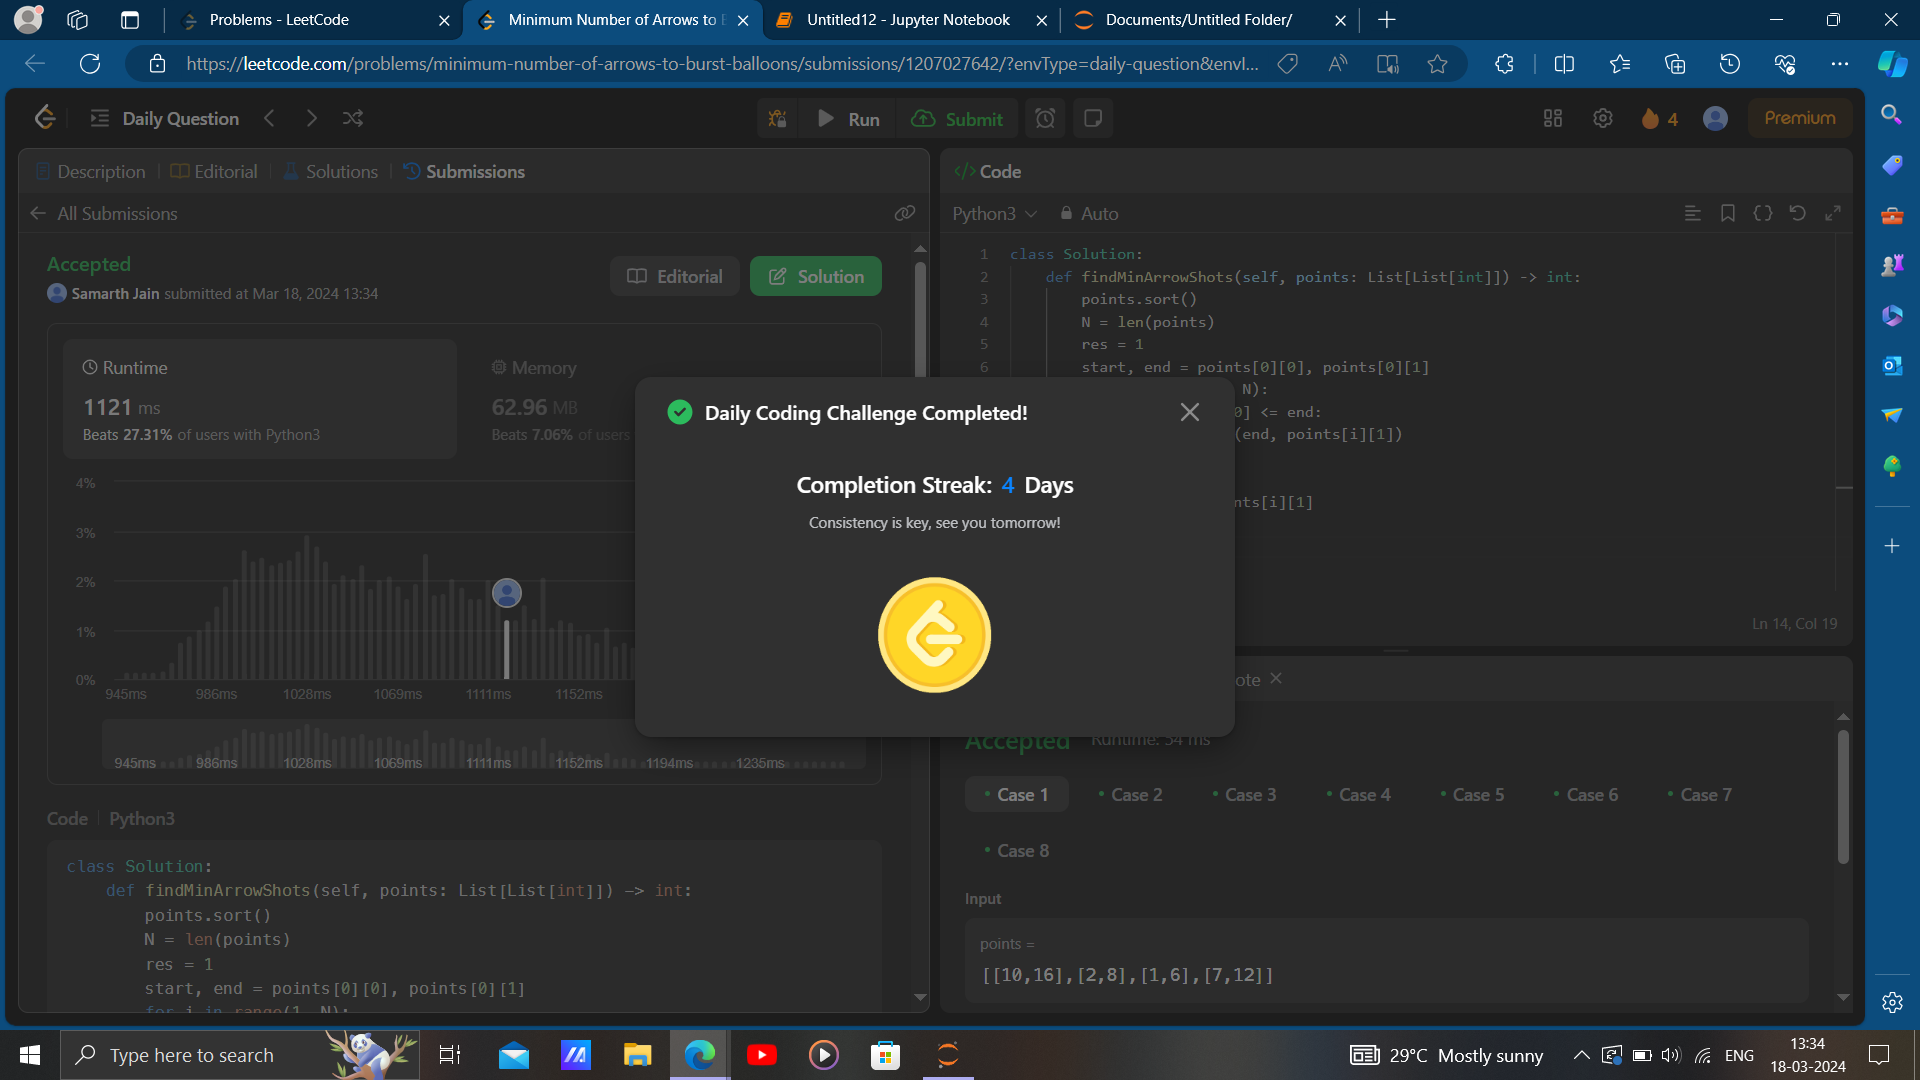 Problems - LeetCode
Minimum Number of Arrows to
Untitled12 - Jupyter Notebook
Documents/Untitled Folder/
https://leetcode.com/problems/minimum-number-of-arrows-to-burst-balloons/submissions/1207027642/?envType=daily-question&envI...
Daily Question
Run
Submit
4
Premium
Description
Editorial
Solutions
Submissions
All Submissions
Accepted
Samarth Jain submitted at Mar 18, 2024 13:34
Editorial
Solution
Runtime
1121 ms
Beats 27.31% of users with Python3
Memory
62.96 MB
Beats 7.06% of users
4%
3%
2%
1%
0%
945ms 986ms 1028ms 1069ms 1111ms 1152ms
945ms 986ms 1028ms 1069ms 1111ms 1152ms 1194ms 1235ms
Code Python3
class Solution:
def findMinArrowShots(self, points: List[List[int]]) -> int:
points.sort()
N = len(points)
res = 1
start, end = points[0][0], points[0][1]
for i in range(1, N):
</> Code
Python3
Auto
1 class Solution:
2 def findMinArrowShots(self, points: List[List[int]]) -> int:
3 points.sort()
4 N = len(points)
5 res = 1
6 start, end = points[0][0], points[0][1]
N):
0] <= end:
(end, points[i][1])
nts[i][1]
Ln 14, Col 19
Daily Coding Challenge Completed!
Completion Streak: 4 Days
Consistency is key, see you tomorrow!
ote
Accepted Runtime: 54 ms
Case 1
Case 2
Case 3
Case 4
Case 5
Case 6
Case 7
Case 8
Input
points =
[[10,16],[2,8],[1,6],[7,12]]
Type here to search
29°C Mostly sunny
ENG
13:34
18-03-2024